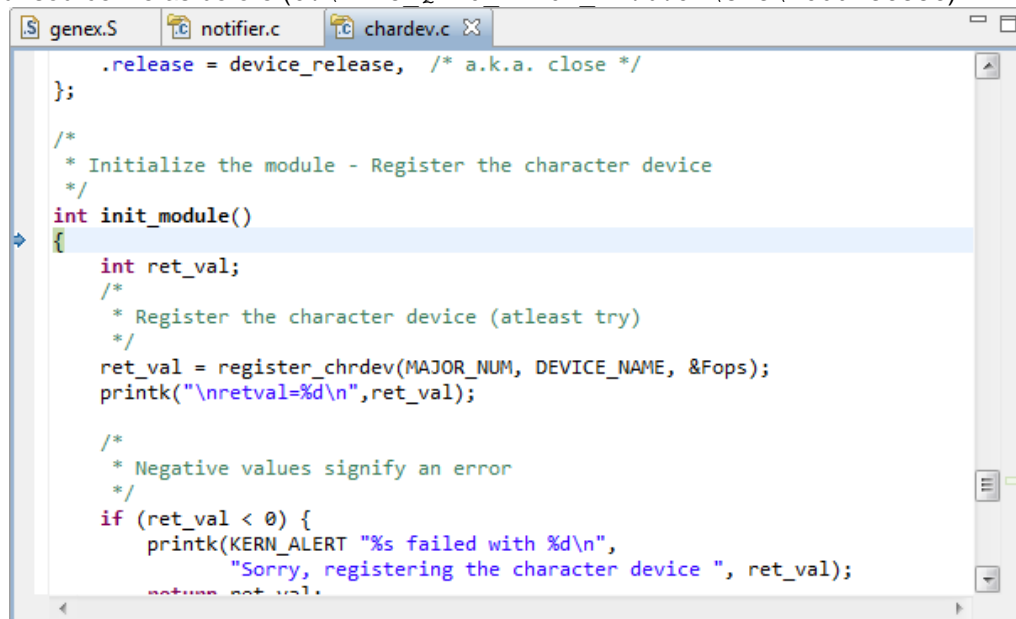 genex.S notifier.c chardev.c
.release = device_release, /* a.k.a. close */
};
/*
* Initialize the module - Register the character device
*/
int init_module()
{
int ret_val;
/*
* Register the character device (atleast try)
*/
ret_val = register_chrdev(MAJOR_NUM, DEVICE_NAME, &Fops);
printk("\nretval=%d\n",ret_val);
/*
* Negative values signify an error
*/
if (ret_val < 0) {
printk(KERN_ALERT "%s failed with %d\n",
"Sorry, registering the character device ", ret_val);
return ret_val;